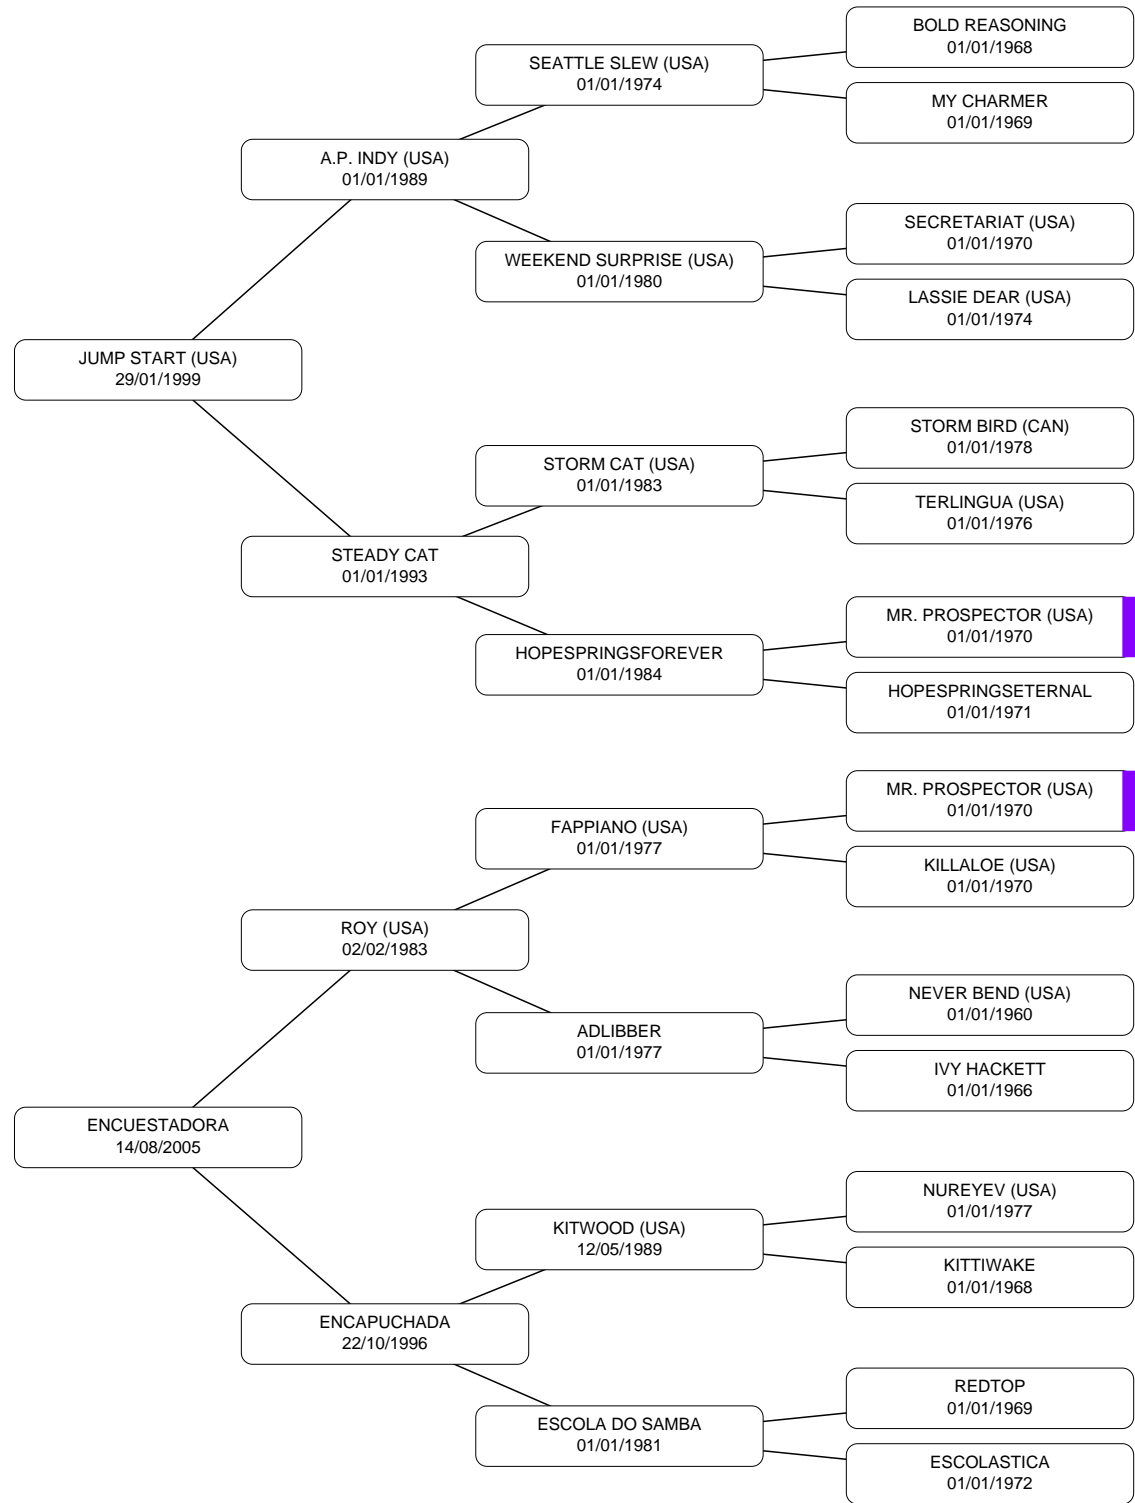 BOLD REASONING
01/01/1968
SEATTLE SLEW (USA)
01/01/1974
MY CHARMER
01/01/1969
A.P. INDY (USA)
01/01/1989
SECRETARIAT (USA)
01/01/1970
WEEKEND SURPRISE (USA)
01/01/1980
LASSIE DEAR (USA)
01/01/1974
JUMP START (USA)
29/01/1999
STORM BIRD (CAN)
01/01/1978
STORM CAT (USA)
01/01/1983
TERLINGUA (USA)
01/01/1976
STEADY CAT
01/01/1993
MR. PROSPECTOR (USA)
01/01/1970
HOPESPRINGSFOREVER
01/01/1984
HOPESPRINGSETERNAL
01/01/1971
MR. PROSPECTOR (USA)
01/01/1970
FAPPIANO (USA)
01/01/1977
KILLALOE (USA)
01/01/1970
ROY (USA)
02/02/1983
NEVER BEND (USA)
01/01/1960
ADLIBBER
01/01/1977
IVY HACKETT
01/01/1966
ENCUESTADORA
14/08/2005
NUREYEV (USA)
01/01/1977
KITWOOD (USA)
12/05/1989
KITTIWAKE
01/01/1968
ENCAPUCHADA
22/10/1996
REDTOP
01/01/1969
ESCOLA DO SAMBA
01/01/1981
ESCOLASTICA
01/01/1972